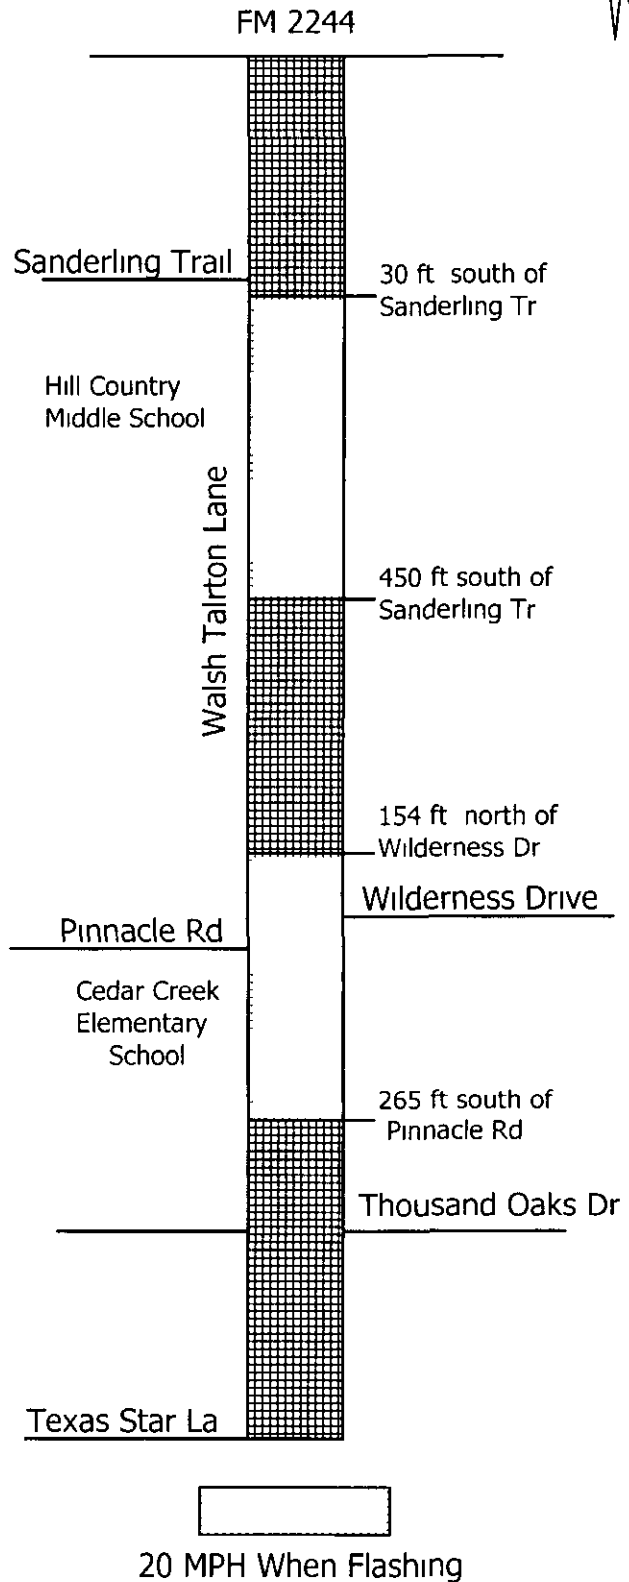 FM 2244
Sanderling Trail
30 ft south of
Sanderling Tr
Hill Country
Middle School
Walsh Talrton Lane
450 ft south of
Sanderling Tr
154 ft north of
Wilderness Dr
Wilderness Drive
Pinnacle Rd
Cedar Creek
Elementary
School
265 ft south of
Pinnacle Rd
Thousand Oaks Dr
Texas Star La
20 MPH When Flashing